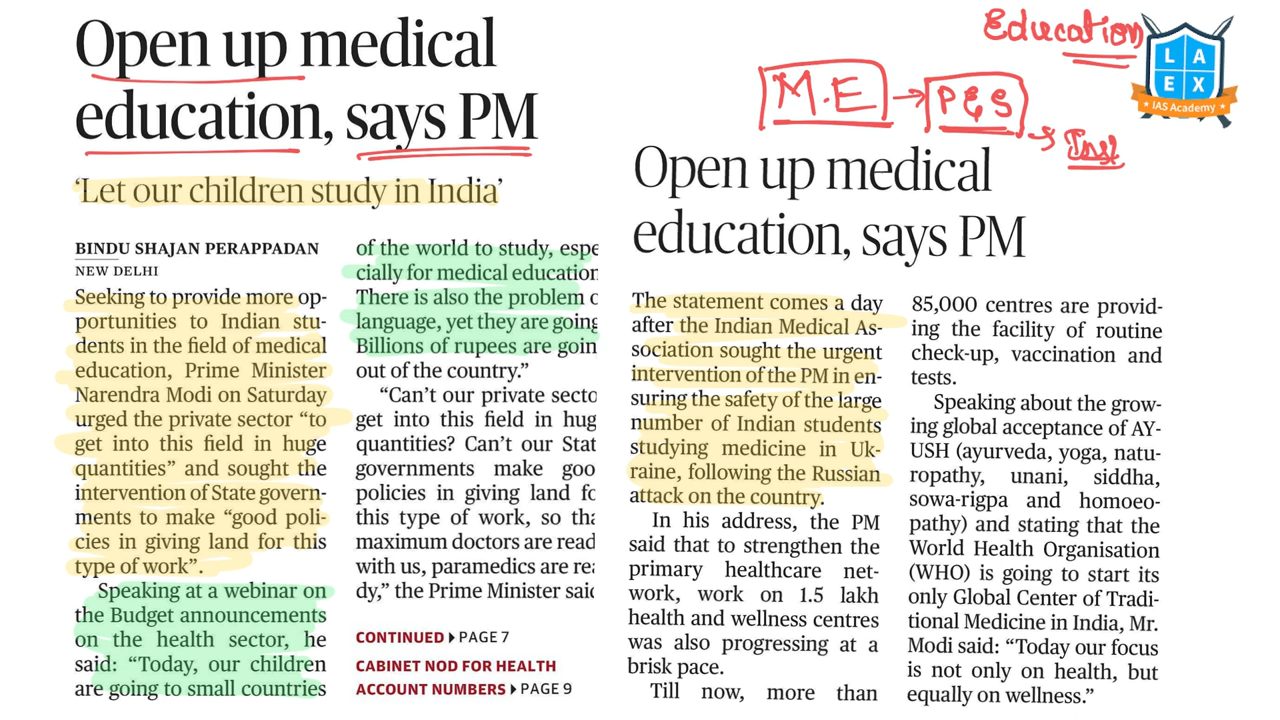 Open up medical
education, says PM
‘Let our children study in India’
BINDU SHAJAN PERAPPADAN
NEW DELHI
Seeking to provide more op-
portunities to Indian stu-
dents in the field of medical
education, Prime Minister
Narendra Modi on Saturday
urged the private sector “to
get into this field in huge
quantities” and sought the
intervention of State govern-
ments to make “good poli-
cies in giving land for this
type of work”.
Speaking at a webinar on
the Budget announcements
on the health sector, he
said: “Today, our children
are going to small countries
of the world to study, espe
cially for medical education
There is also the problem o
language, yet they are going
Billions of rupees are goin
out of the country.”
“Can’t our private secto
get into this field in hug
quantities? Can’t our Stat
governments make goo
policies in giving land fo
this type of work, so tha
maximum doctors are read
with us, paramedics are rea
dy,” the Prime Minister said
CONTINUED PAGE 7
CABINET NOD FOR HEALTH
ACCOUNT NUMBERS PAGE 9
Education
M.E → P&S
→ Inst
LAEX
IAS Academy
Open up medical
education, says PM
The statement comes a day
after the Indian Medical As-
sociation sought the urgent
intervention of the PM in en-
suring the safety of the large
number of Indian students
studying medicine in Uk-
raine, following the Russian
attack on the country.
In his address, the PM
said that to strengthen the
primary healthcare net-
work, work on 1.5 lakh
health and wellness centres
was also progressing at a
brisk pace.
Till now, more than
85,000 centres are provid-
ing the facility of routine
check-up, vaccination and
tests.
Speaking about the grow-
ing global acceptance of AY-
USH (ayurveda, yoga, natu-
ropathy, unani, siddha,
sowa-rigpa and homoeo-
pathy) and stating that the
World Health Organisation
(WHO) is going to start its
only Global Center of Tradi-
tional Medicine in India, Mr.
Modi said: “Today our focus
is not only on health, but
equally on wellness.”